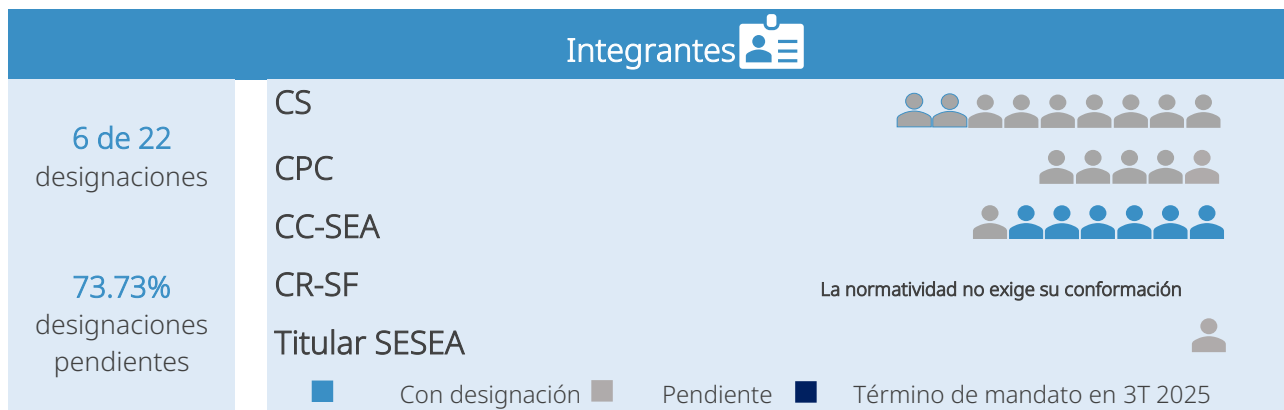 Integrantes
6 de 22
designaciones
73.73%
designaciones
pendientes
CS
CPC
CC-SEA
CR-SF
La normatividad no exige su conformación
Titular SESEA
Con designación
Pendiente
Término de mandato en 3T 2025